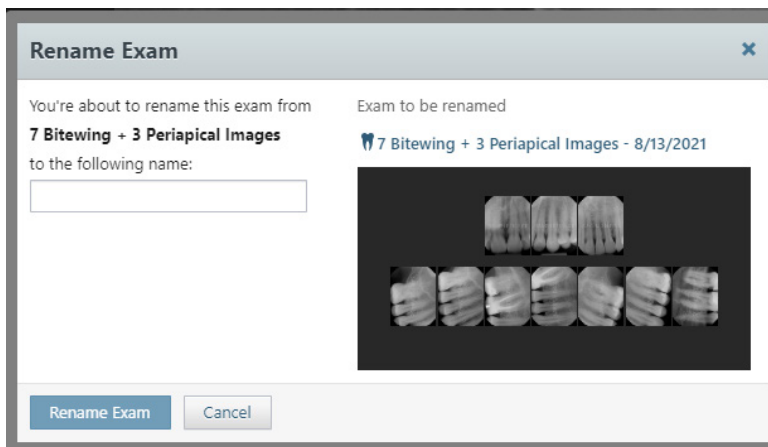 Rename Exam
You're about to rename this exam from
7 Bitewing + 3 Periapical Images
to the following name:
Exam to be renamed
7 Bitewing + 3 Periapical Images - 8/13/2021
Rename Exam
Cancel